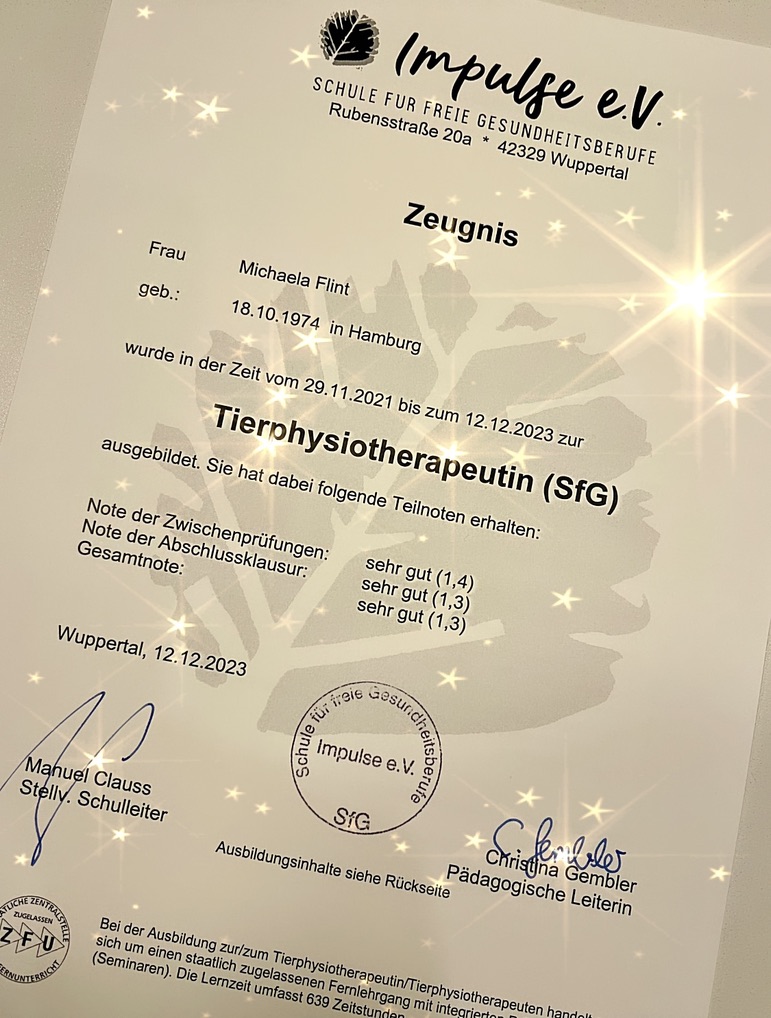 Impulse e.V.
SCHULE FÜR FREIE GESUNDHEITSBERUFE
Rubensstraße 20a * 42329 Wuppertal
Zeugnis
Frau Michaela Flint
geb.: 18.10.1974 in Hamburg
wurde in der Zeit vom 29.11.2021 bis zum 12.12.2023 zur
Tierphysiotherapeutin (SfG)
ausgebildet. Sie hat dabei folgende Teilnoten erhalten:
Note der Zwischenprüfungen: sehr gut (1,4)
Note der Abschlussklausur: sehr gut (1,3)
Gesamtnote: sehr gut (1,3)
Wuppertal, 12.12.2023
Schule für freie Gesundheitsberufe
Impulse e.V.
SfG
Manuel Clauss
Stellv. Schulleiter
C. Gembler
Christina Gembler
Pädagogische Leiterin
Ausbildungsinhalte siehe Rückseite
ZENTRALSTELLE
ZUGELASSEN
ZFU
Bei der Ausbildung zur/zum Tierphysiotherapeutin/Tierphysiotherapeuten
sich um einen staatlich zugelassenen Fernlehrgang mit
(Seminaren). Die Lernzeit umfasst 639 Zeitstunden